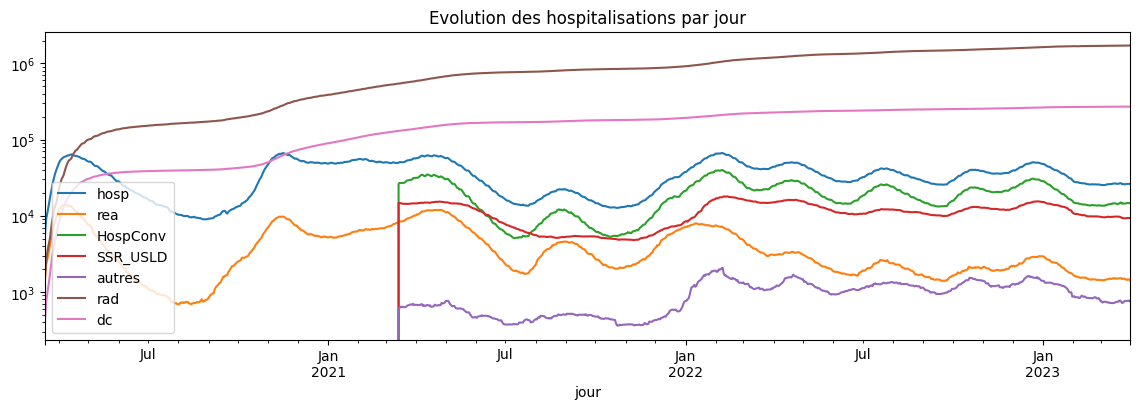 Evolution des hospitalisations par jour
10^6
10^5
10^4
10^3
hosp
rea
HospConv
SSR_USLD
autres
rad
dc
Jul
Jan
2021
Jul
Jan
2022
Jul
Jan
2023
jour